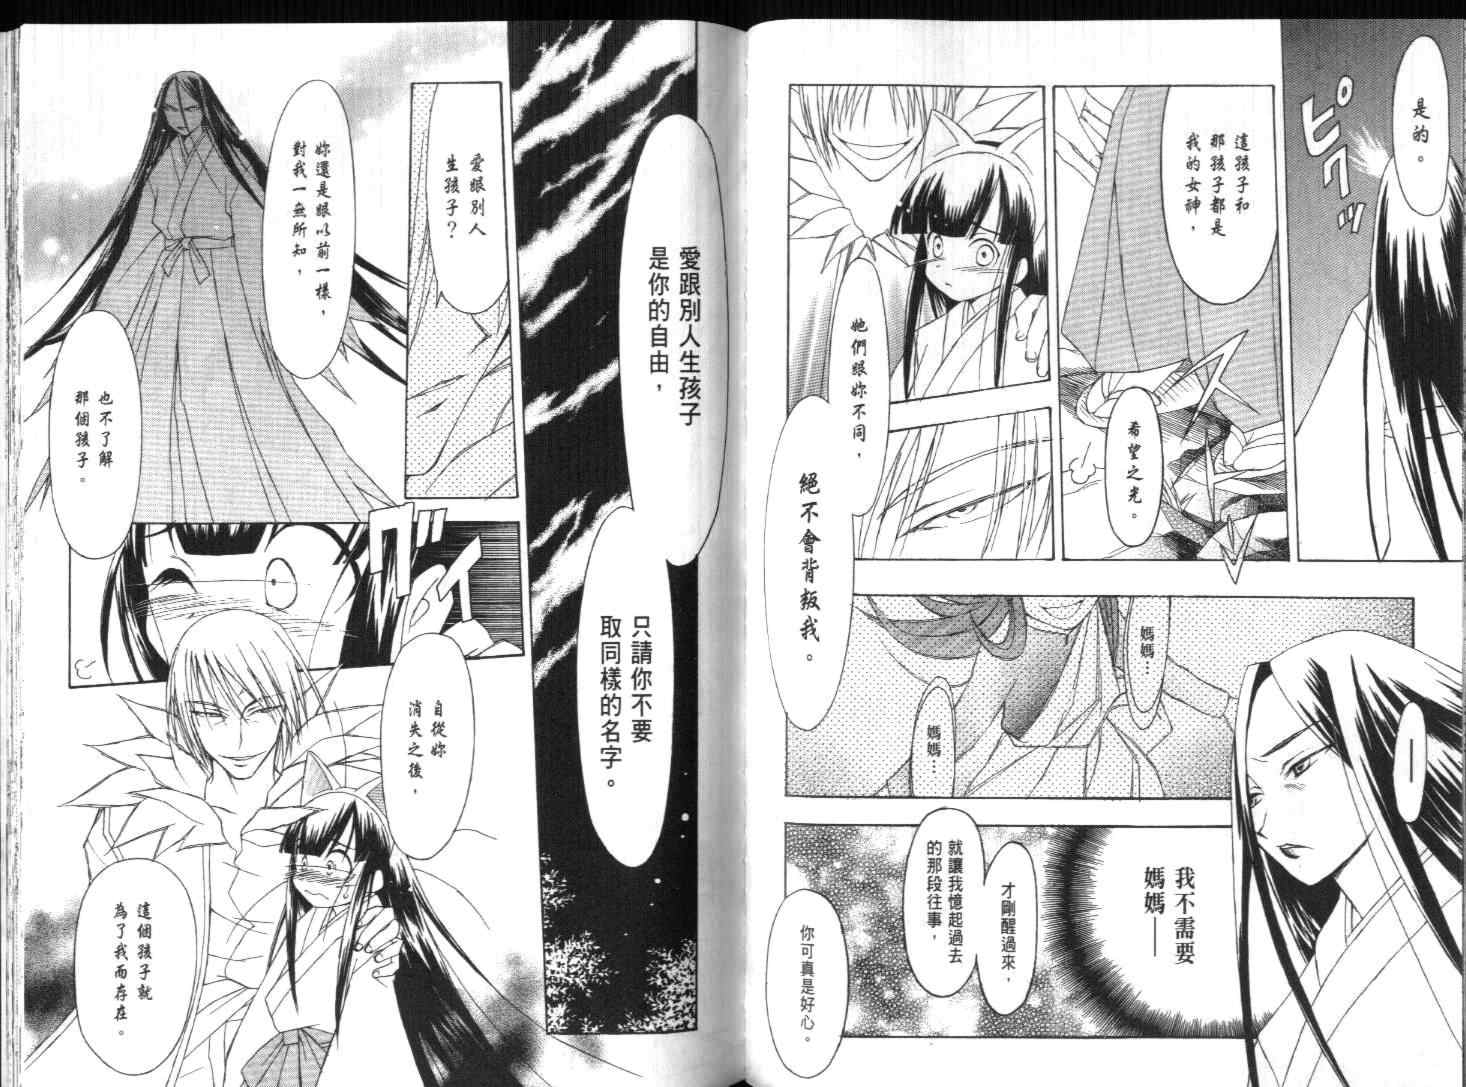 是的。
ピクッ
這孩子和
那孩子都是
我的女神，
希望之光。
她們跟妳不同，
絕不會背叛我。
媽媽…
媽媽…
——
我不需要
媽媽——
才剛醒過來，
就讓我憶起過去
的那段往事，
你可真是好心。
愛跟別人生孩子
是你的自由，
只請你不要
取同樣的名字。
愛跟別人
生孩子？
妳還是跟以前一樣，
對我一無所知，
也不了解
那個孩子。
グイ
自從妳
消失之後，
這個孩子就
為了我而存在。